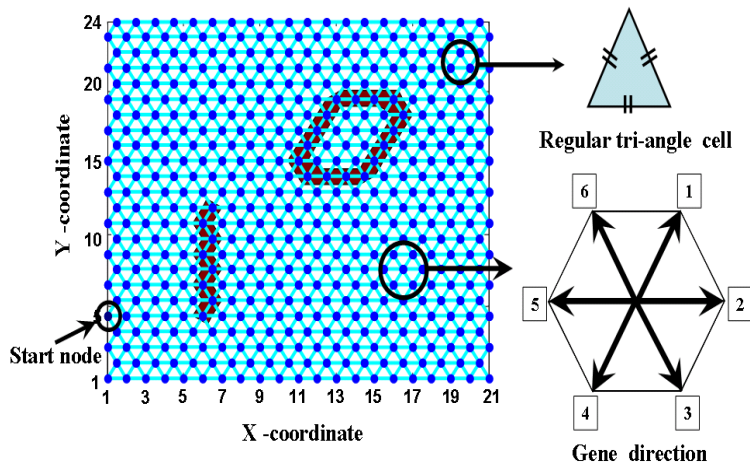 24
20
15
10
1
Y -coordinate
1 3 5 7 9 11 13 15 17 19 21
X -coordinate
Start node
Regular tri-angle cell
6 1
5 2
4 3
Gene direction